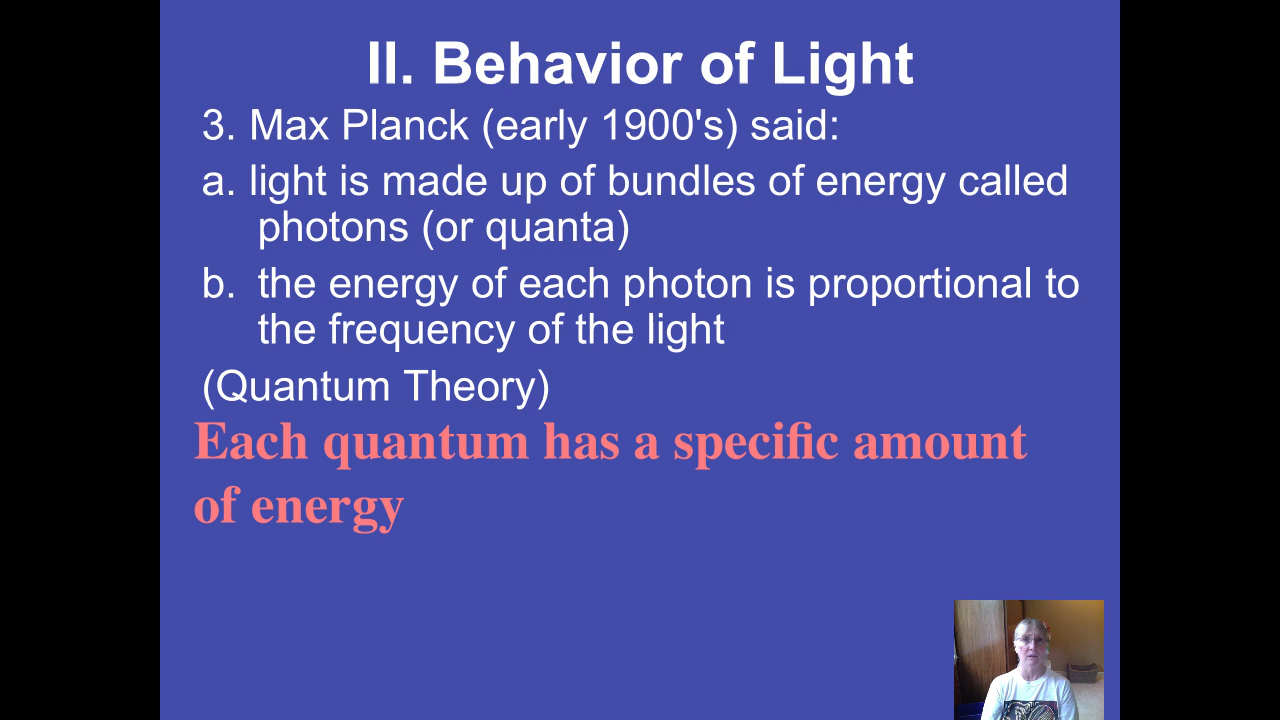 II. Behavior of Light
3. Max Planck (early 1900's) said:
a. light is made up of bundles of energy called
photons (or quanta)
b. the energy of each photon is proportional to
the frequency of the light
(Quantum Theory)
Each quantum has a specific amount
of energy